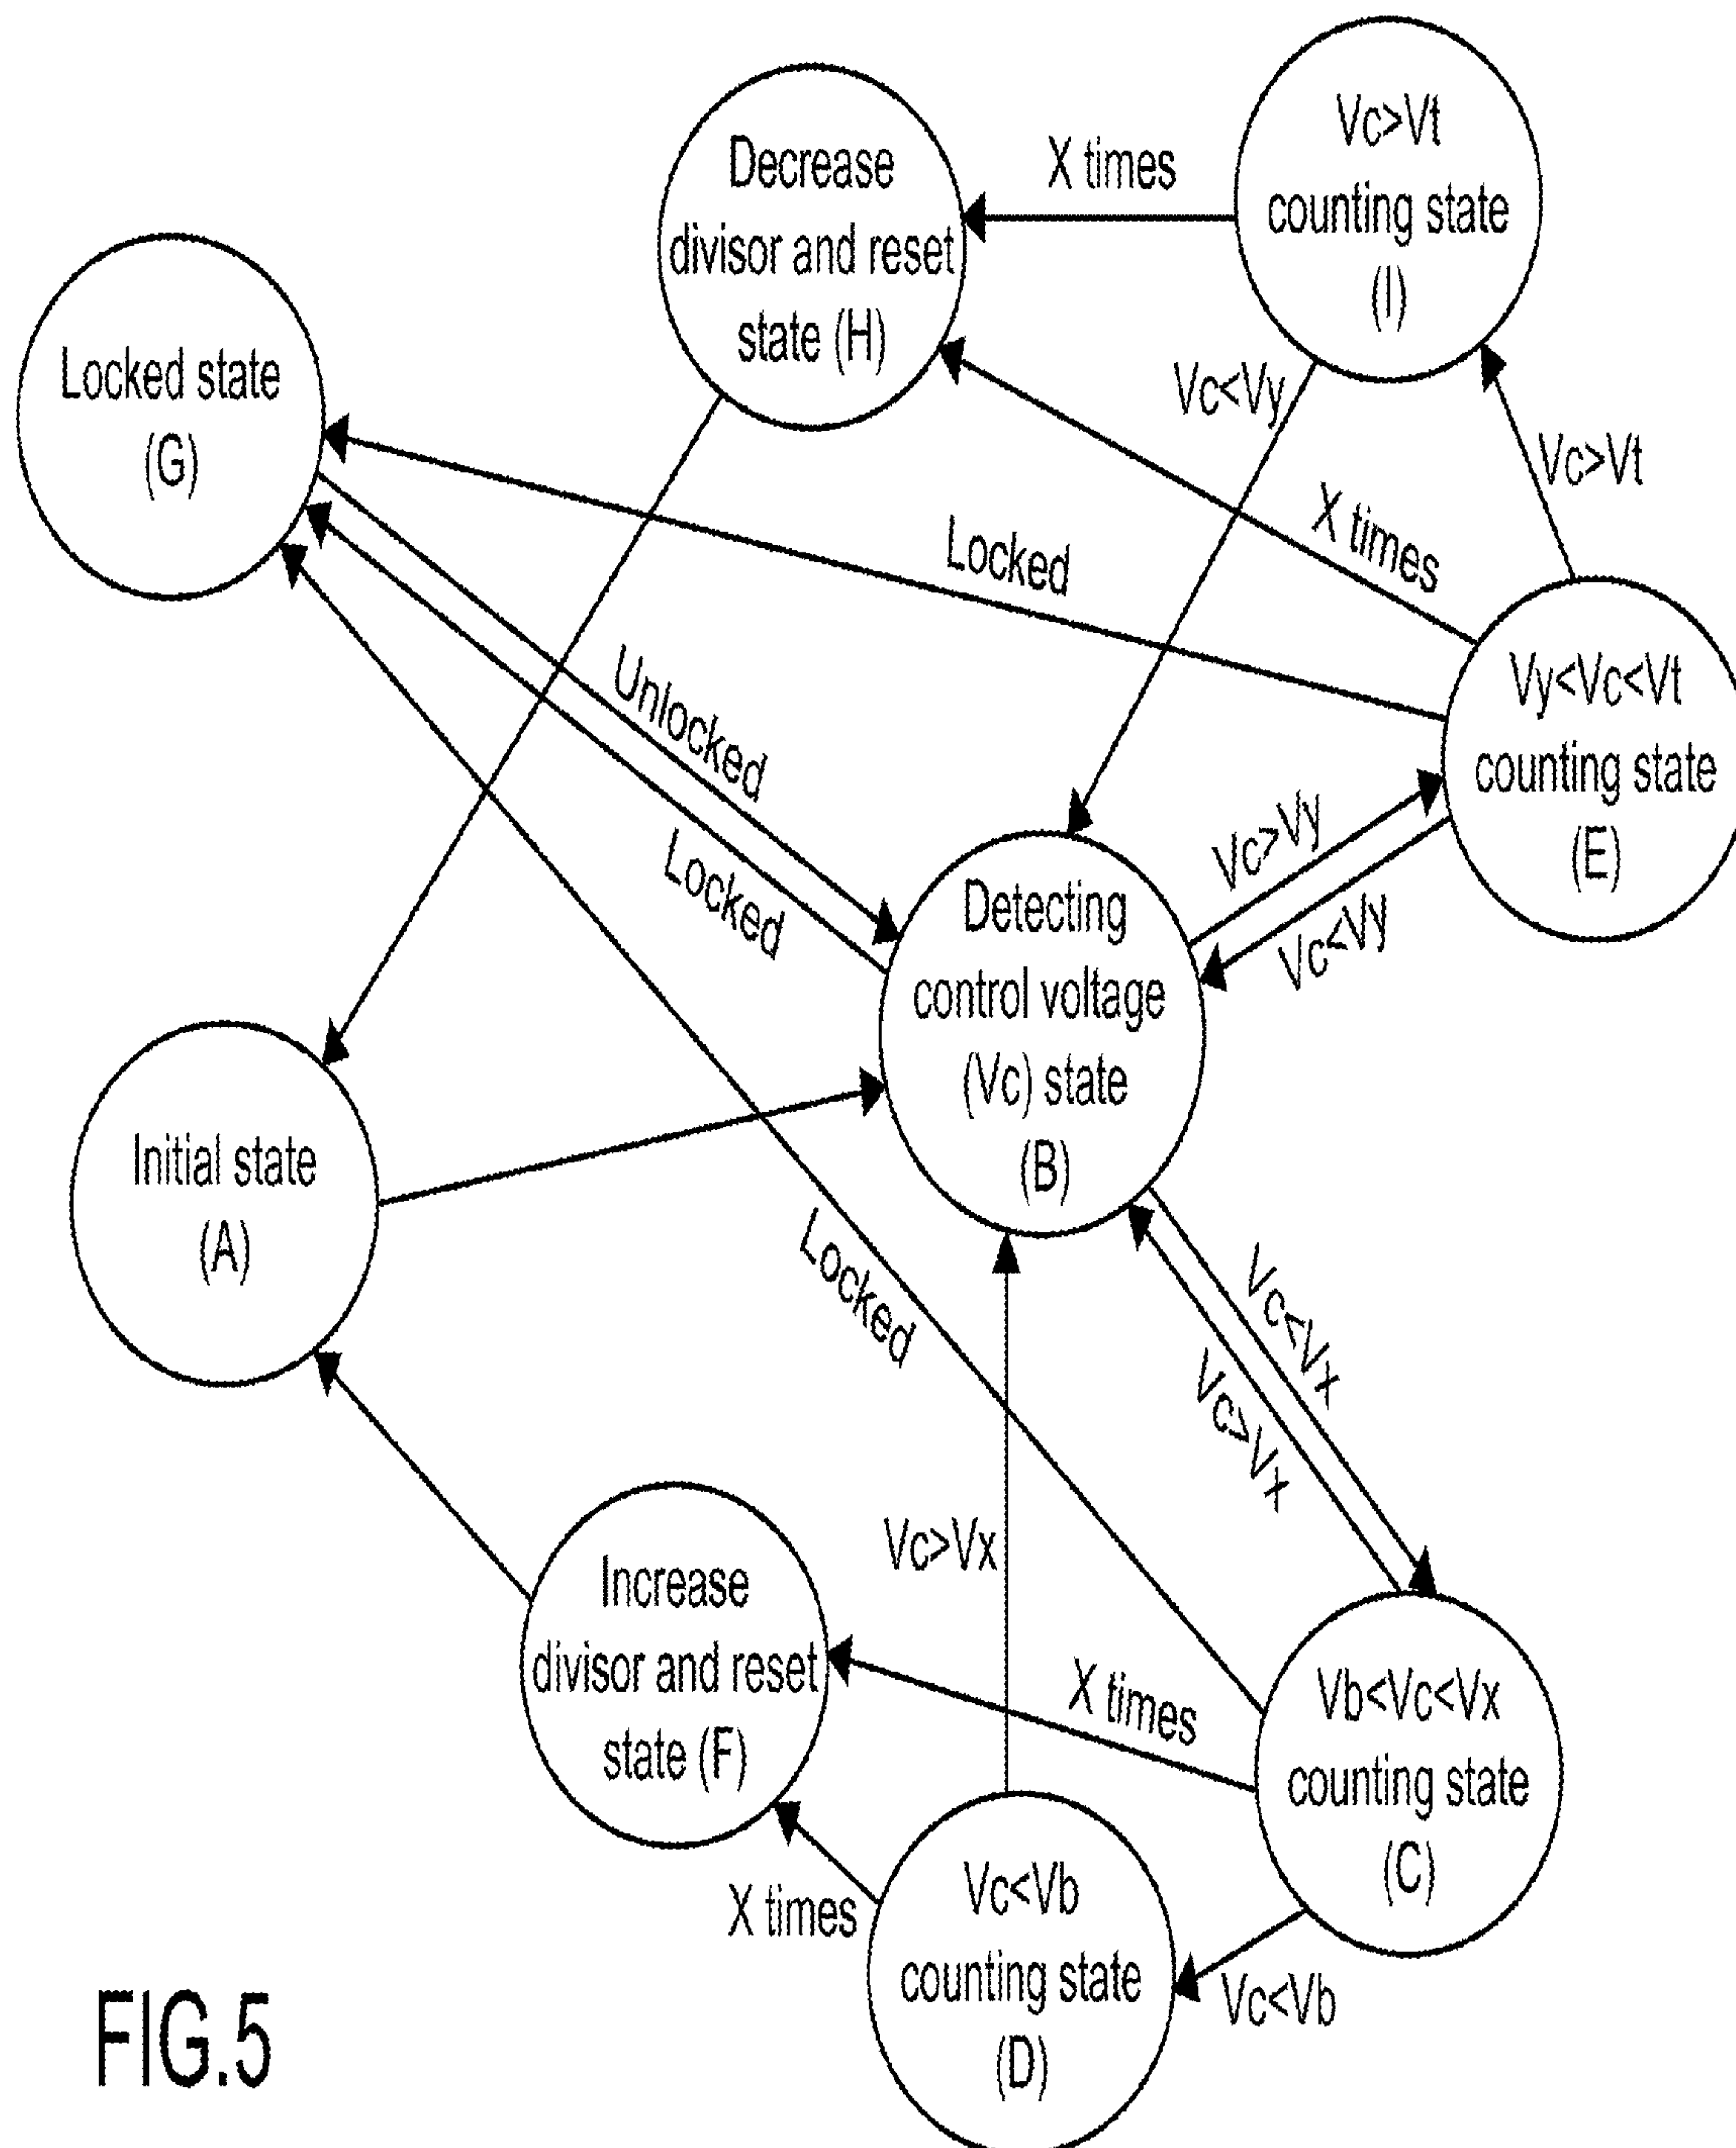 Vc>Vt
counting state
(I)
X times
Decrease
divisor and reset
state (H)
Locked state
(G)
Vc<Vy
Vc>Vt
X times
Locked
Vy<Vc<Vt
counting state
(E)
Unlocked
Locked
Vc>Vy
Vc<Vy
Detecting
control voltage
(Vc) state
(B)
Initial state
(A)
Locked
Vc<Vx
Vc>Vx
Vc>Vx
Increase
divisor and reset
state (F)
X times
Vb<Vc<Vx
counting state
(C)
X times
Vc<Vb
counting state
(D)
Vc<Vb
FIG.5